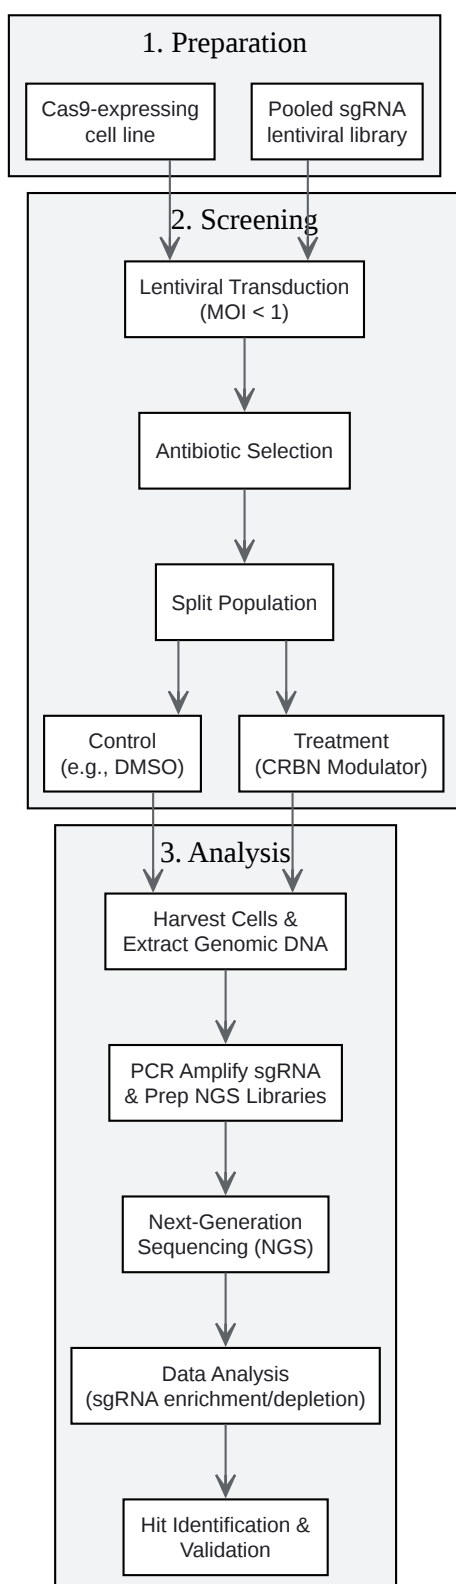 1. Preparation
Cas9-expressing
cell line
Pooled sgRNA
lentiviral library
2. Screening
Lentiviral Transduction
(MOI < 1)
Antibiotic Selection
Split Population
Control
(e.g., DMSO)
Treatment
(CRBN Modulator)
3. Analysis
Harvest Cells &
Extract Genomic DNA
PCR Amplify sgRNA
& Prep NGS Libraries
Next-Generation
Sequencing (NGS)
Data Analysis
(sgRNA enrichment/depletion)
Hit Identification &
Validation